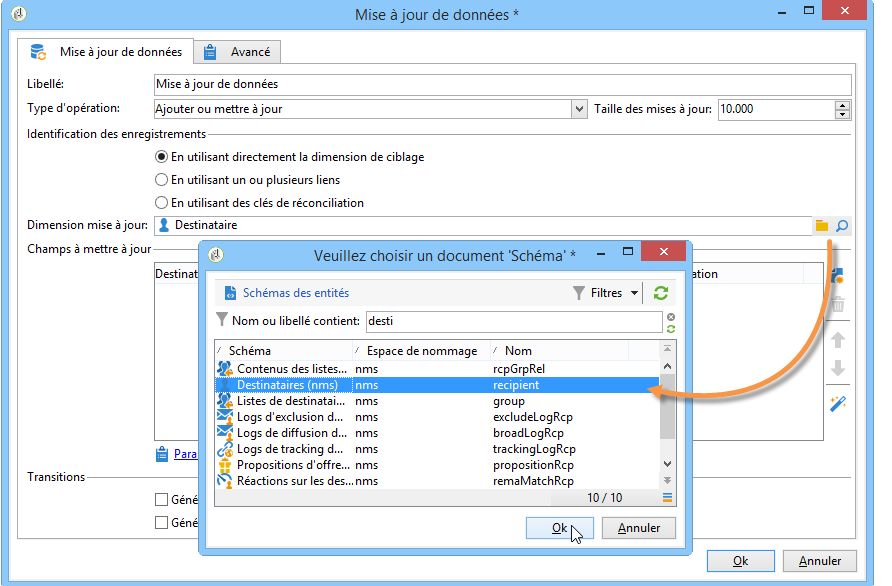 Mise à jour de données *
Mise à jour de données Avancé
Libellé: Mise à jour de données
Type d'opération: Ajouter ou mettre à jour Taille des mises à jour: 10.000
Identification des enregistrements
En utilisant directement la dimension de ciblage
En utilisant un ou plusieurs liens
En utilisant des clés de réconciliation
Dimension mise à jour: Destinataire
Champs à mettre à jour
Destinat
ation
Veuillez choisir un document 'Schéma' *
Schémas des entités Filtres
Nom ou libellé contient: desti
Schéma Espace de nommage Nom
Contenus des listes... nms rcpGrpRel
Destinataires (nms) nms recipient
Listes de destinatai... nms group
Logs d'exclusion d... nms excludeLogRcp
Logs de diffusion d... nms broadLogRcp
Logs de tracking d... nms trackingLogRcp
Propositions d'offre... nms propositionRcp
Réactions sur les des... nms remaMatchRcp
10 / 10
Ok Annuler
Para
Transitions
Géné
Géné
Ok Annuler